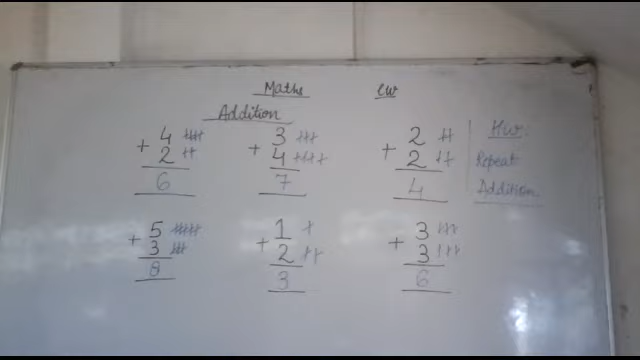 Maths CW
Addition
4 3 2 Hw.
+ 2 + 4 + 2 Repeat
6 7 4 Addition
5 1 3
+ 3 + 2 + 3
8 3 6